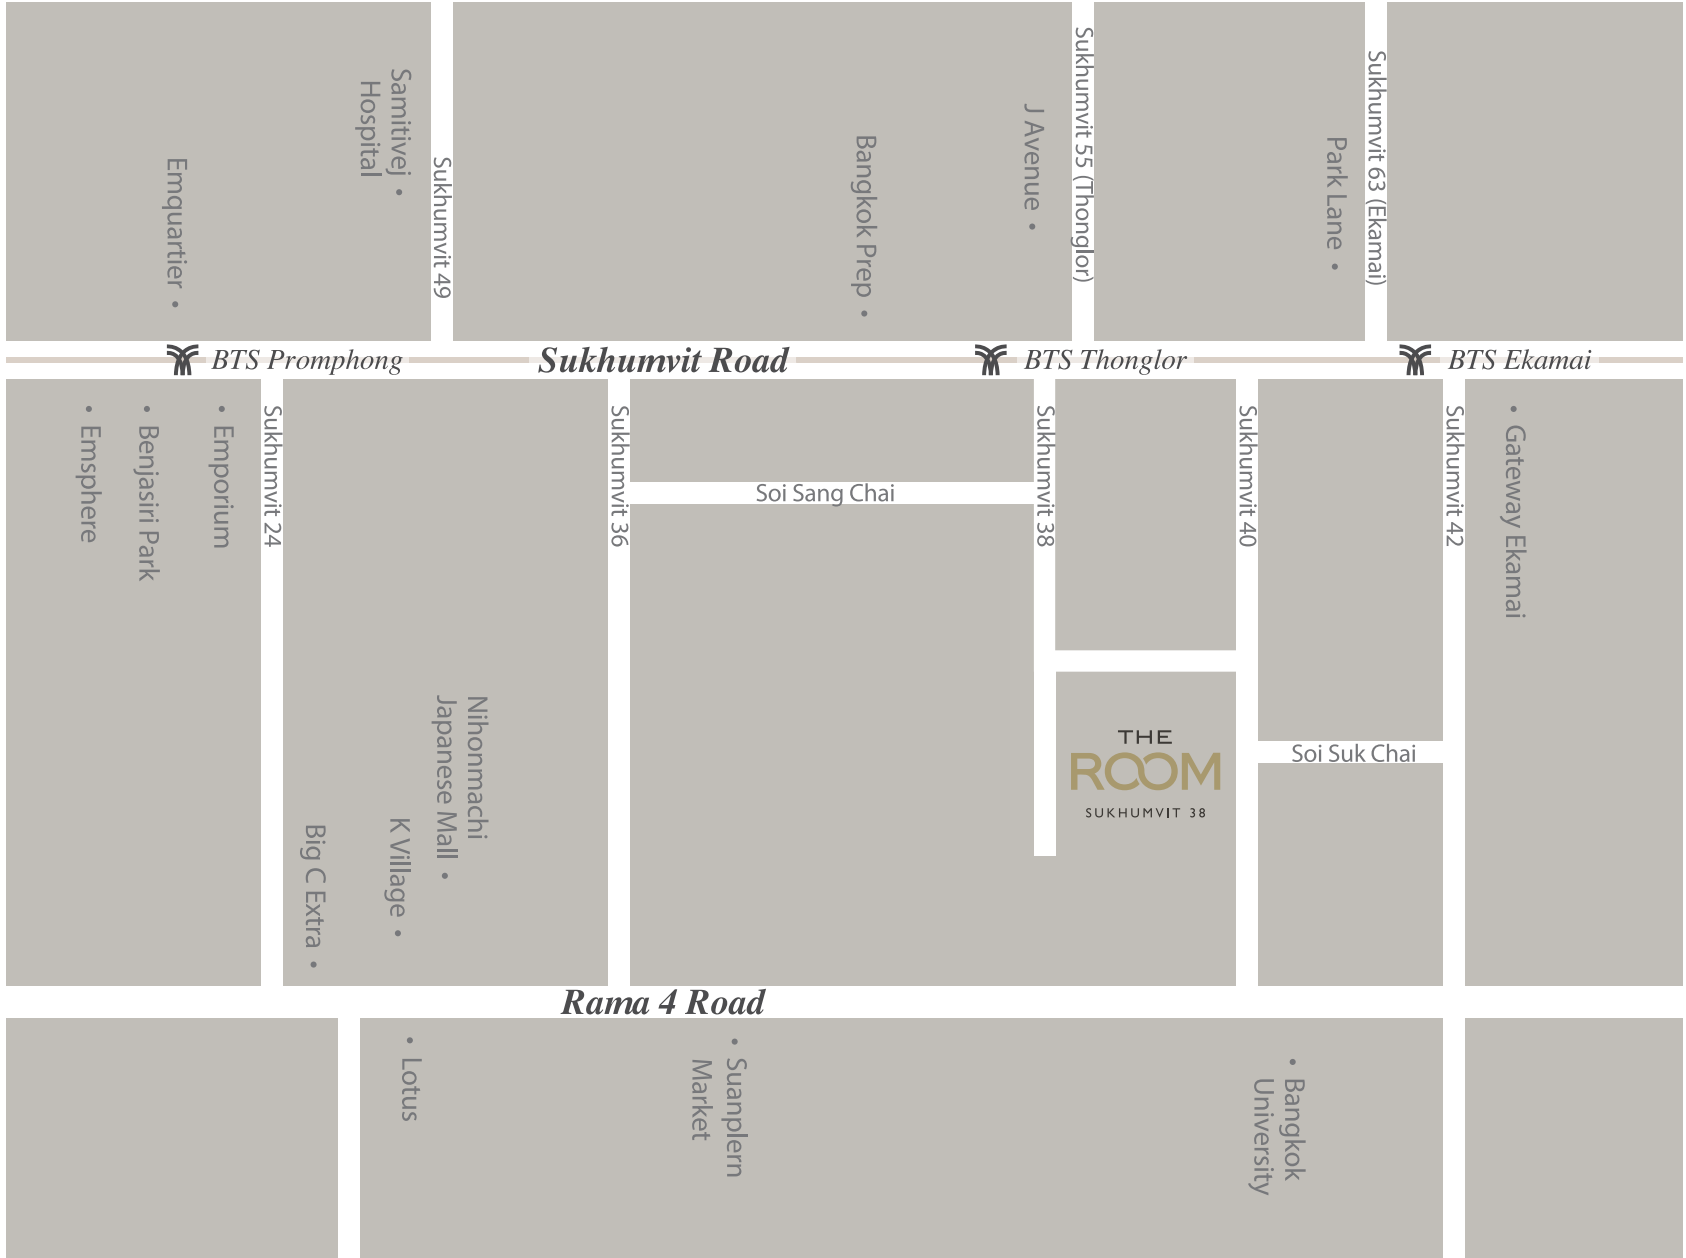 Samitivej •
Hospital
Emquartier •
Sukhumvit 49
Bangkok Prep •
J Avenue •
Sukhumvit 55 (Thonglor)
Park Lane •
Sukhumvit 63 (Ekamai)
BTS Promphong
Sukhumvit Road
BTS Thonglor
BTS Ekamai
• Emsphere
• Benjasiri Park
• Emporium
Sukhumvit 24
Sukhumvit 36
Soi Sang Chai
Sukhumvit 38
Sukhumvit 40
Sukhumvit 42
• Gateway Ekamai
Nihonmachi
Japanese Mall •
K Village •
Big C Extra •
THE
ROOM
SUKHUMVIT 38
Soi Suk Chai
Rama 4 Road
• Lotus
• Suanplern
Market
• Bangkok
University